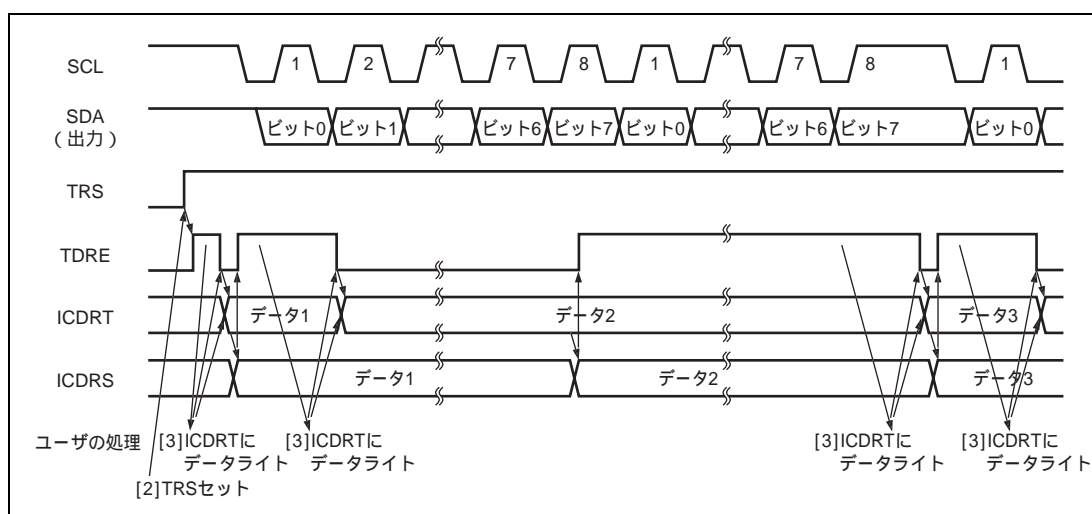 SCL 1 2 7 8 1 7 8 1
SDA
(出力) ビット0 ビット1 ビット6 ビット7 ビット0 ビット6 ビット7 ビット0
TRS
TDRE
ICDRT データ1 データ2 データ3
ICDRS データ1 データ2 データ3
ユーザの処理 [3]ICDRTに [3]ICDRTに [3]ICDRTに [3]ICDRTに
データライト データライト データライト データライト
[2]TRSセット